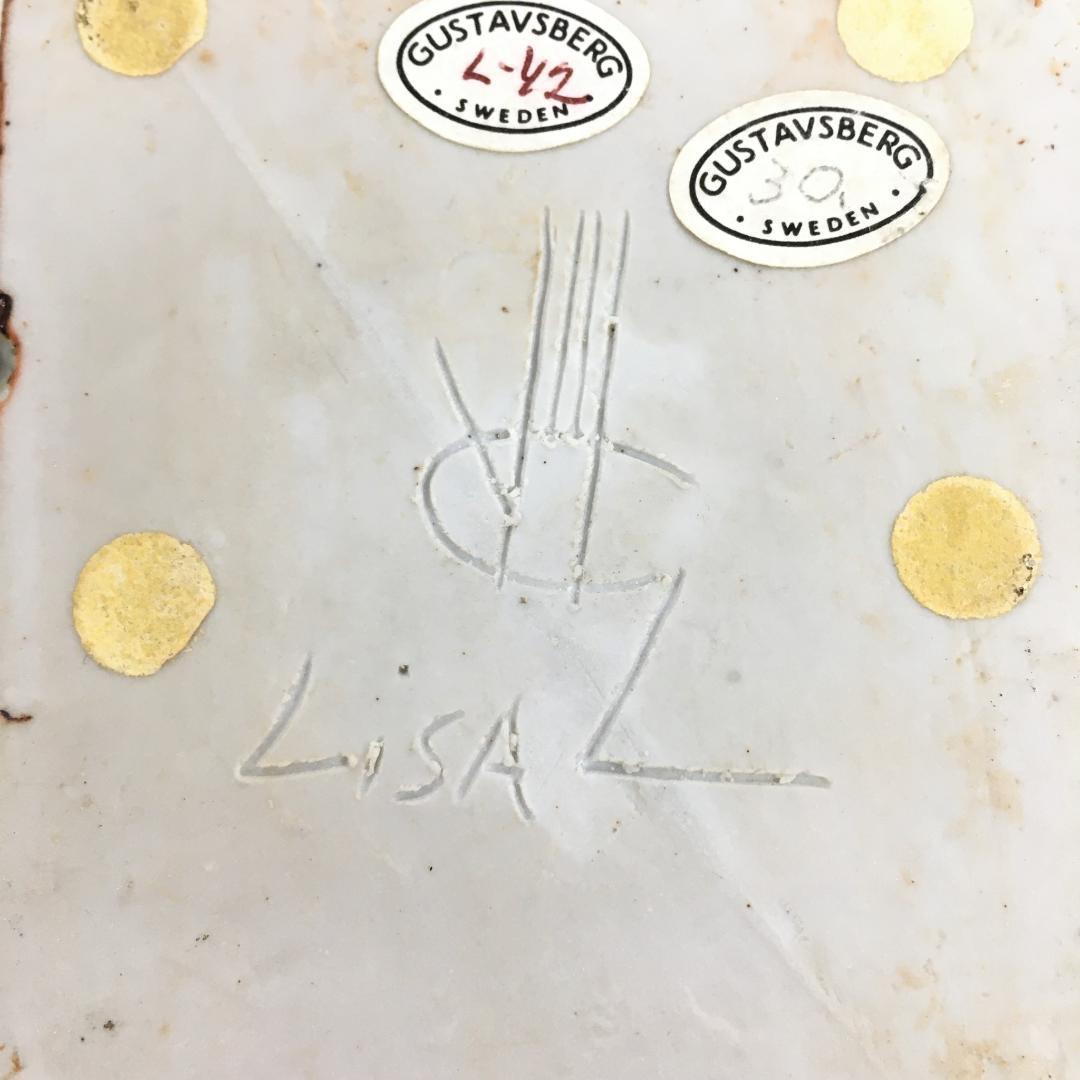 GUSTAVSBERG
L-42
SWEDEN
GUSTAVSBERG
30,
SWEDEN
LiSA L